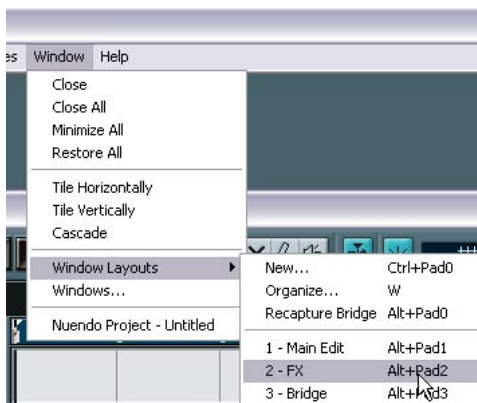 es Window Help
Close
Close All
Minimize All
Restore All
Tile Horizontally
Tile Vertically
Cascade
Window Layouts
Windows...
Nuendo Project - Untitled
New... Ctrl+Pad0
Organize... W
Recapture Bridge Alt+Pad0
1 - Main Edit Alt+Pad1
2 - FX Alt+Pad2
3 - Bridge Alt+Pad3